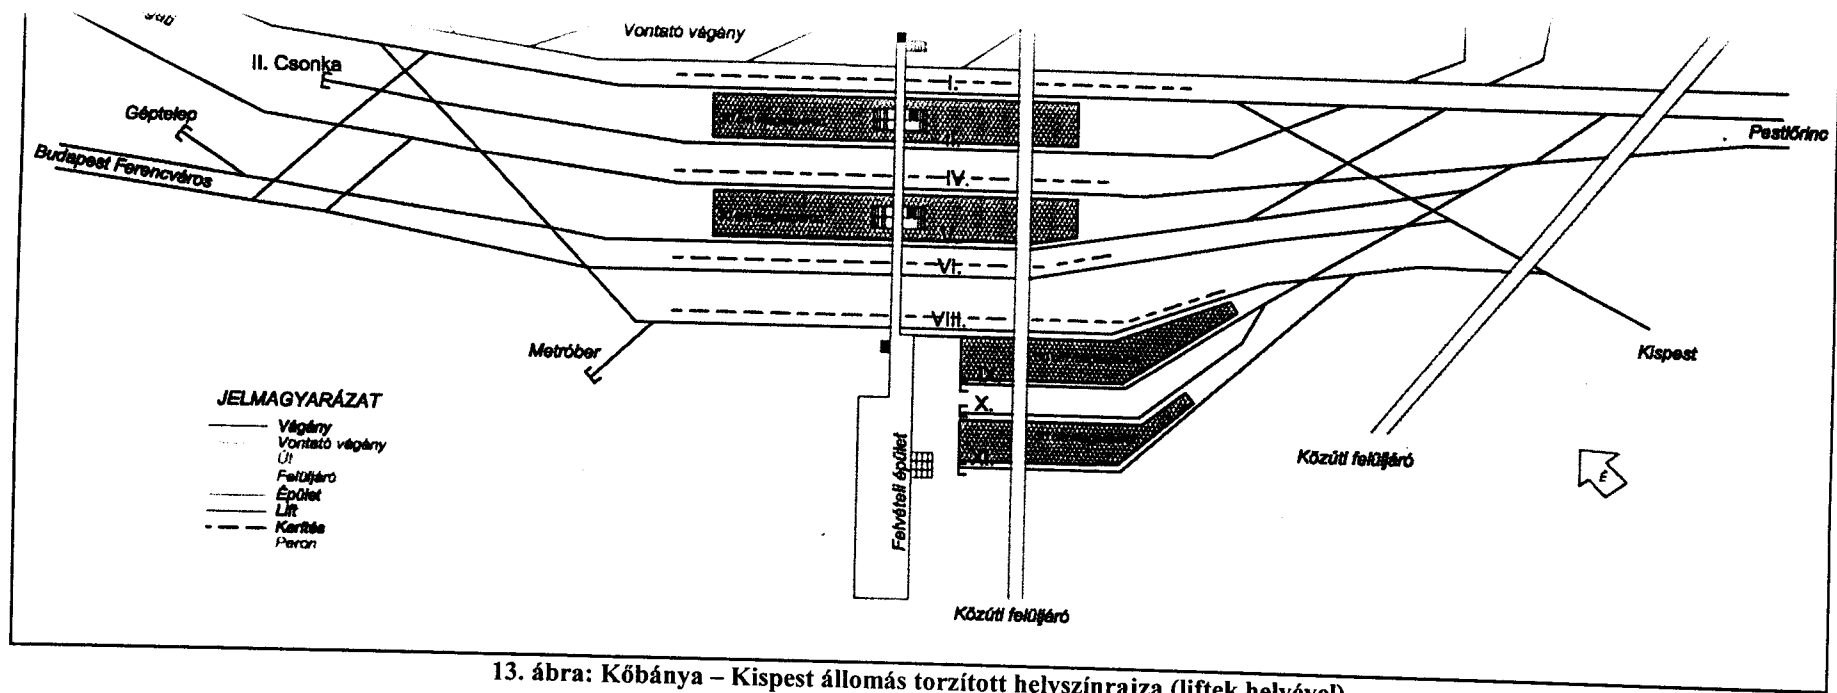 Vontató vágány
II. Csonka
I.
Géptelep
II.
Pestlőrinc
Budapest Ferencváros
IV.
V.
VI.
VIII.
Metróber
Kispest
IX.
X.
XI.
JELMAGYARÁZAT
Vágány
Vontató vágány
Út
Felüljáró
Épület
Lift
Kerítés
Peron
Felvételi épület
Közúti felüljáró
É
Közúti felüljáró
13. ábra: Kőbánya – Kispest állomás torzított helyszínrajza (liftek helyével)